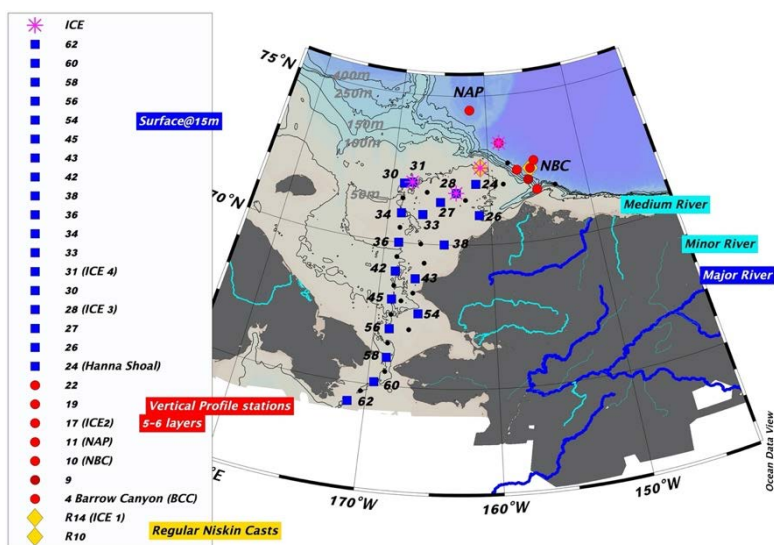 ICE
62
60
58
56
54
Surface@15m
45
43
42
38
36
34
33
31 (ICE 4)
30
28 (ICE 3)
27
26
24 (Hanna Shoal)
22
19
Vertical Profile stations
17 (ICE2)
5-6 layers
11 (NAP)
10 (NBC)
9
4 Barrow Canyon (BCC)
R14 (ICE 1)
R10
Regular Niskin Casts
75°N
400m
250m
150m
100m
50m
NAP
NBC
31
30
28
24
27
26
34
33
36
38
42
43
45
54
56
58
60
62
70°N
Medium River
Minor River
Major River
°E
170°W
160°W
150°W
Ocean Data View